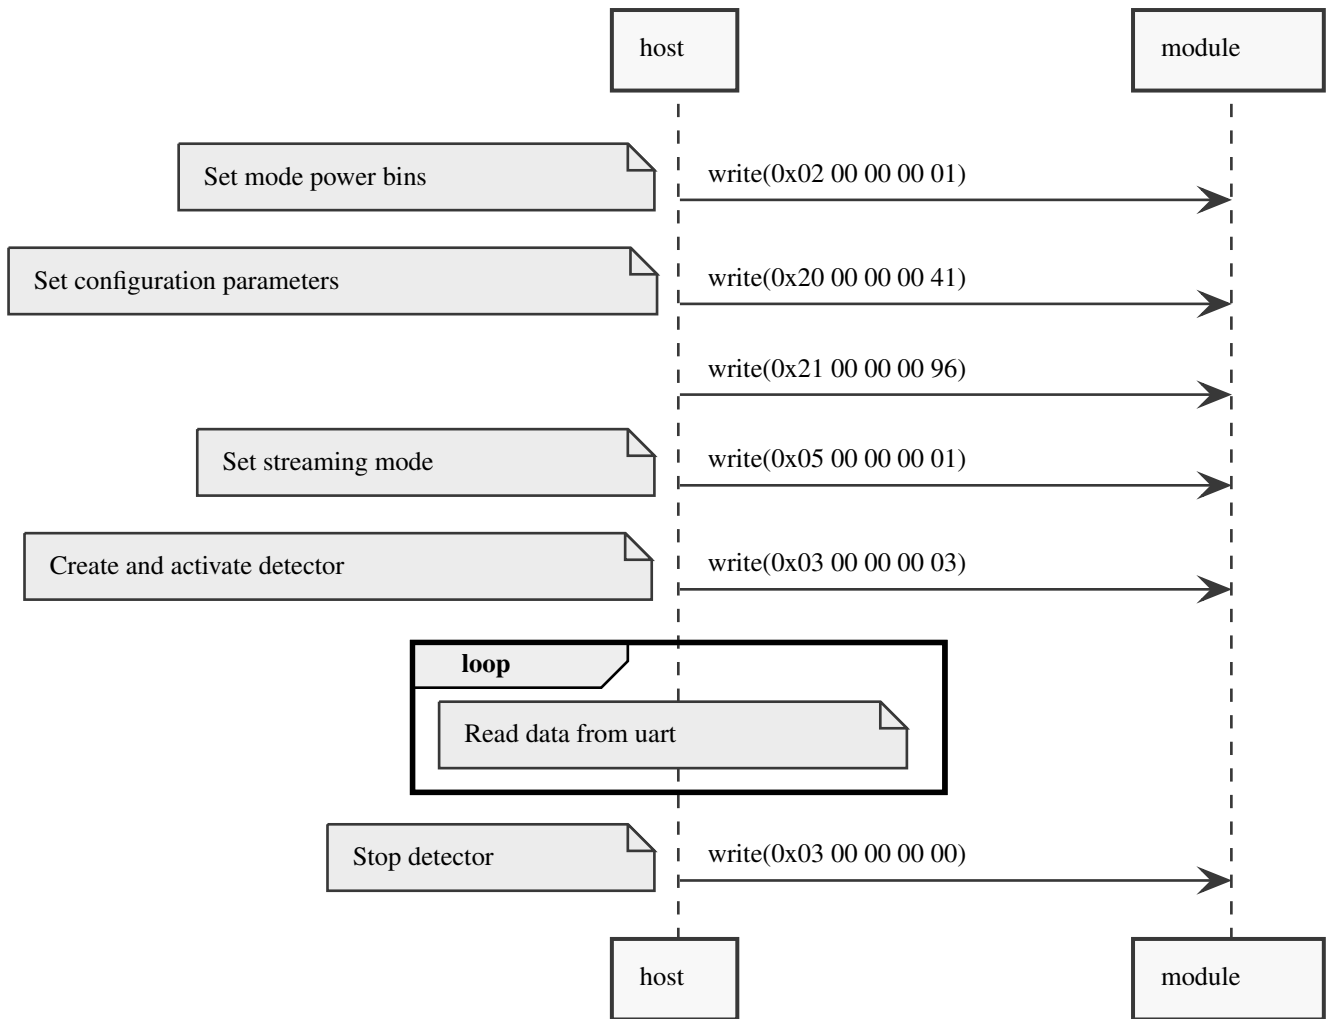 host
module
Set mode power bins
write(0x02 00 00 00 01)
Set configuration parameters
write(0x20 00 00 00 41)
write(0x21 00 00 00 96)
Set streaming mode
write(0x05 00 00 00 01)
Create and activate detector
write(0x03 00 00 00 03)
loop
Read data from uart
Stop detector
write(0x03 00 00 00 00)
host
module